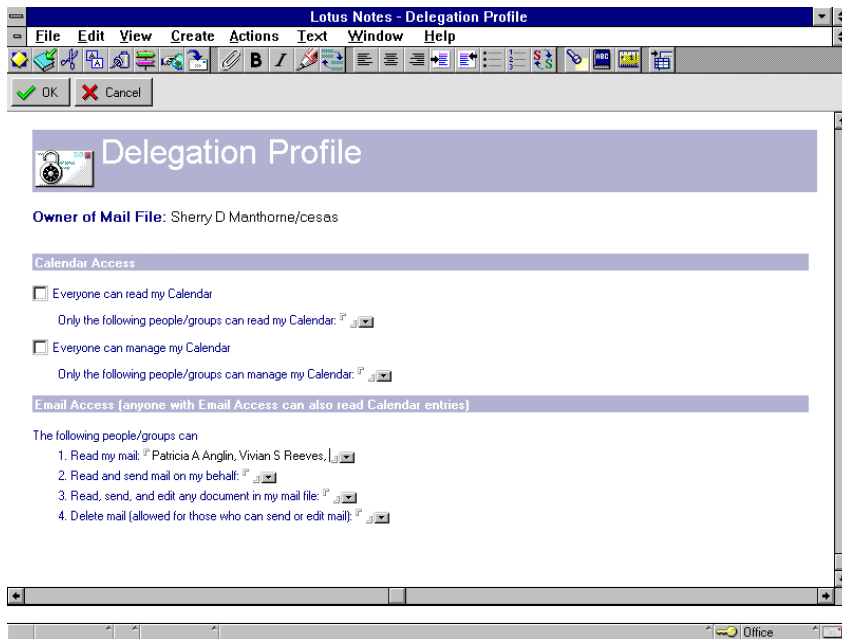 Lotus Notes - Delegation Profile
File Edit View Create Actions Text Window Help
OK Cancel
Delegation Profile
Owner of Mail File: Sherry D Manthorne/cesas
Calendar Access
Everyone can read my Calendar
Only the following people/groups can read my Calendar:
Everyone can manage my Calendar
Only the following people/groups can manage my Calendar:
Email Access (anyone with Email Access can also read Calendar entries)
The following people/groups can
1. Read my mail: Patricia A Anglin, Vivian S Reeves,
2. Read and send mail on my behalf:
3. Read, send, and edit any document in my mail file:
4. Delete mail (allowed for those who can send or edit mail):
Office